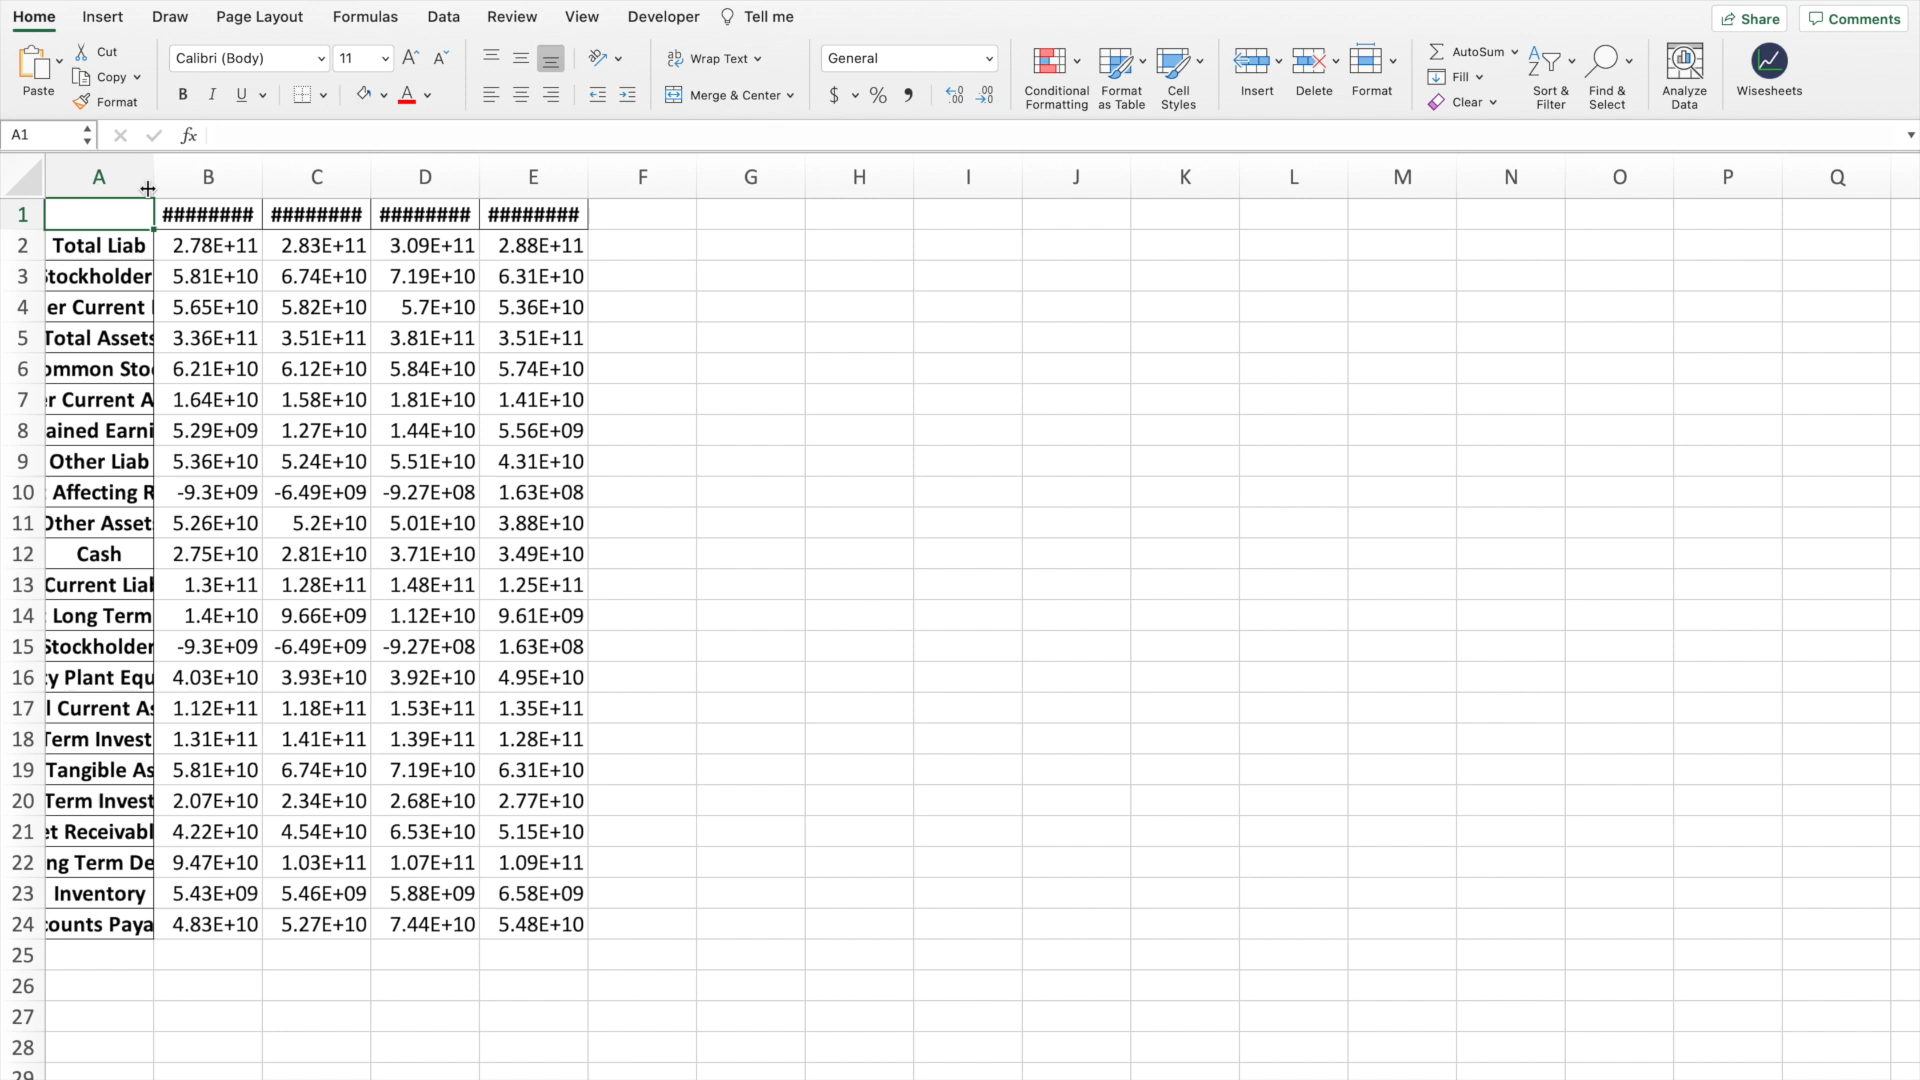 Home Insert Draw Page Layout Formulas Data Review View Developer Tell me Share Comments
Paste Cut Copy Format
Calibri (Body) 11 A A
B I U A
Wrap Text
Merge & Center
General
$ %
Conditional Formatting
Format as Table
Cell Styles
Insert Delete Format
AutoSum
Fill
Clear
Sort & Filter
Find & Select
Analyze Data
Wisesheets
A1 fx
A B C D E F G H I J K L M N O P Q
1 ######## ######## ######## ########
2 Total Liab 2.78E+11 2.83E+11 3.09E+11 2.88E+11
3 Stockholder 5.81E+10 6.74E+10 7.19E+10 6.31E+10
4 er Current 5.65E+10 5.82E+10 5.7E+10 5.36E+10
5 Total Assets 3.36E+11 3.51E+11 3.81E+11 3.51E+11
6 ommon Sto 6.21E+10 6.12E+10 5.84E+10 5.74E+10
7 r Current A 1.64E+10 1.58E+10 1.81E+10 1.41E+10
8 ained Earni 5.29E+09 1.27E+10 1.44E+10 5.56E+09
9 Other Liab 5.36E+10 5.24E+10 5.51E+10 4.31E+10
10 Affecting R -9.3E+09 -6.49E+09 -9.27E+08 1.63E+08
11 Other Asset 5.26E+10 5.2E+10 5.01E+10 3.88E+10
12 Cash 2.75E+10 2.81E+10 3.71E+10 3.49E+10
13 Current Lial 1.3E+11 1.28E+11 1.48E+11 1.25E+11
14 Long Term 1.4E+10 9.66E+09 1.12E+10 9.61E+09
15 Stockholder -9.3E+09 -6.49E+09 -9.27E+08 1.63E+08
16 y Plant Equ 4.03E+10 3.93E+10 3.92E+10 4.95E+10
17 l Current As 1.12E+11 1.18E+11 1.53E+11 1.35E+11
18 Term Invest 1.31E+11 1.41E+11 1.39E+11 1.28E+11
19 Tangible As 5.81E+10 6.74E+10 7.19E+10 6.31E+10
20 Term Invest 2.07E+10 2.34E+10 2.68E+10 2.77E+10
21 et Receivabl 4.22E+10 4.54E+10 6.53E+10 5.15E+10
22 ng Term De 9.47E+10 1.03E+11 1.07E+11 1.09E+11
23 Inventory 5.43E+09 5.46E+09 5.88E+09 6.58E+09
24 counts Paya 4.83E+10 5.27E+10 7.44E+10 5.48E+10
25
26
27
28
29